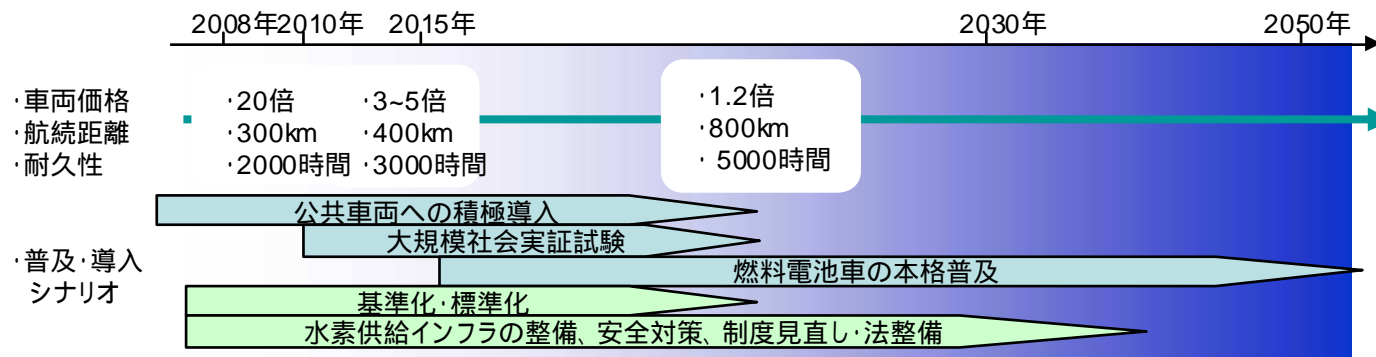 2008年 2010年 2015年 2030年 2050年
·車両価格
·航続距離
·耐久性
·20倍
·300km
·2000時間
·3~5倍
·400km
·3000時間
·1.2倍
·800km
· 5000時間
公共車両への積極導入
大規模社会実証試験
·普及·導入
シナリオ
燃料電池車の本格普及
基準化·標準化
水素供給インフラの整備、安全対策、制度見直し·法整備